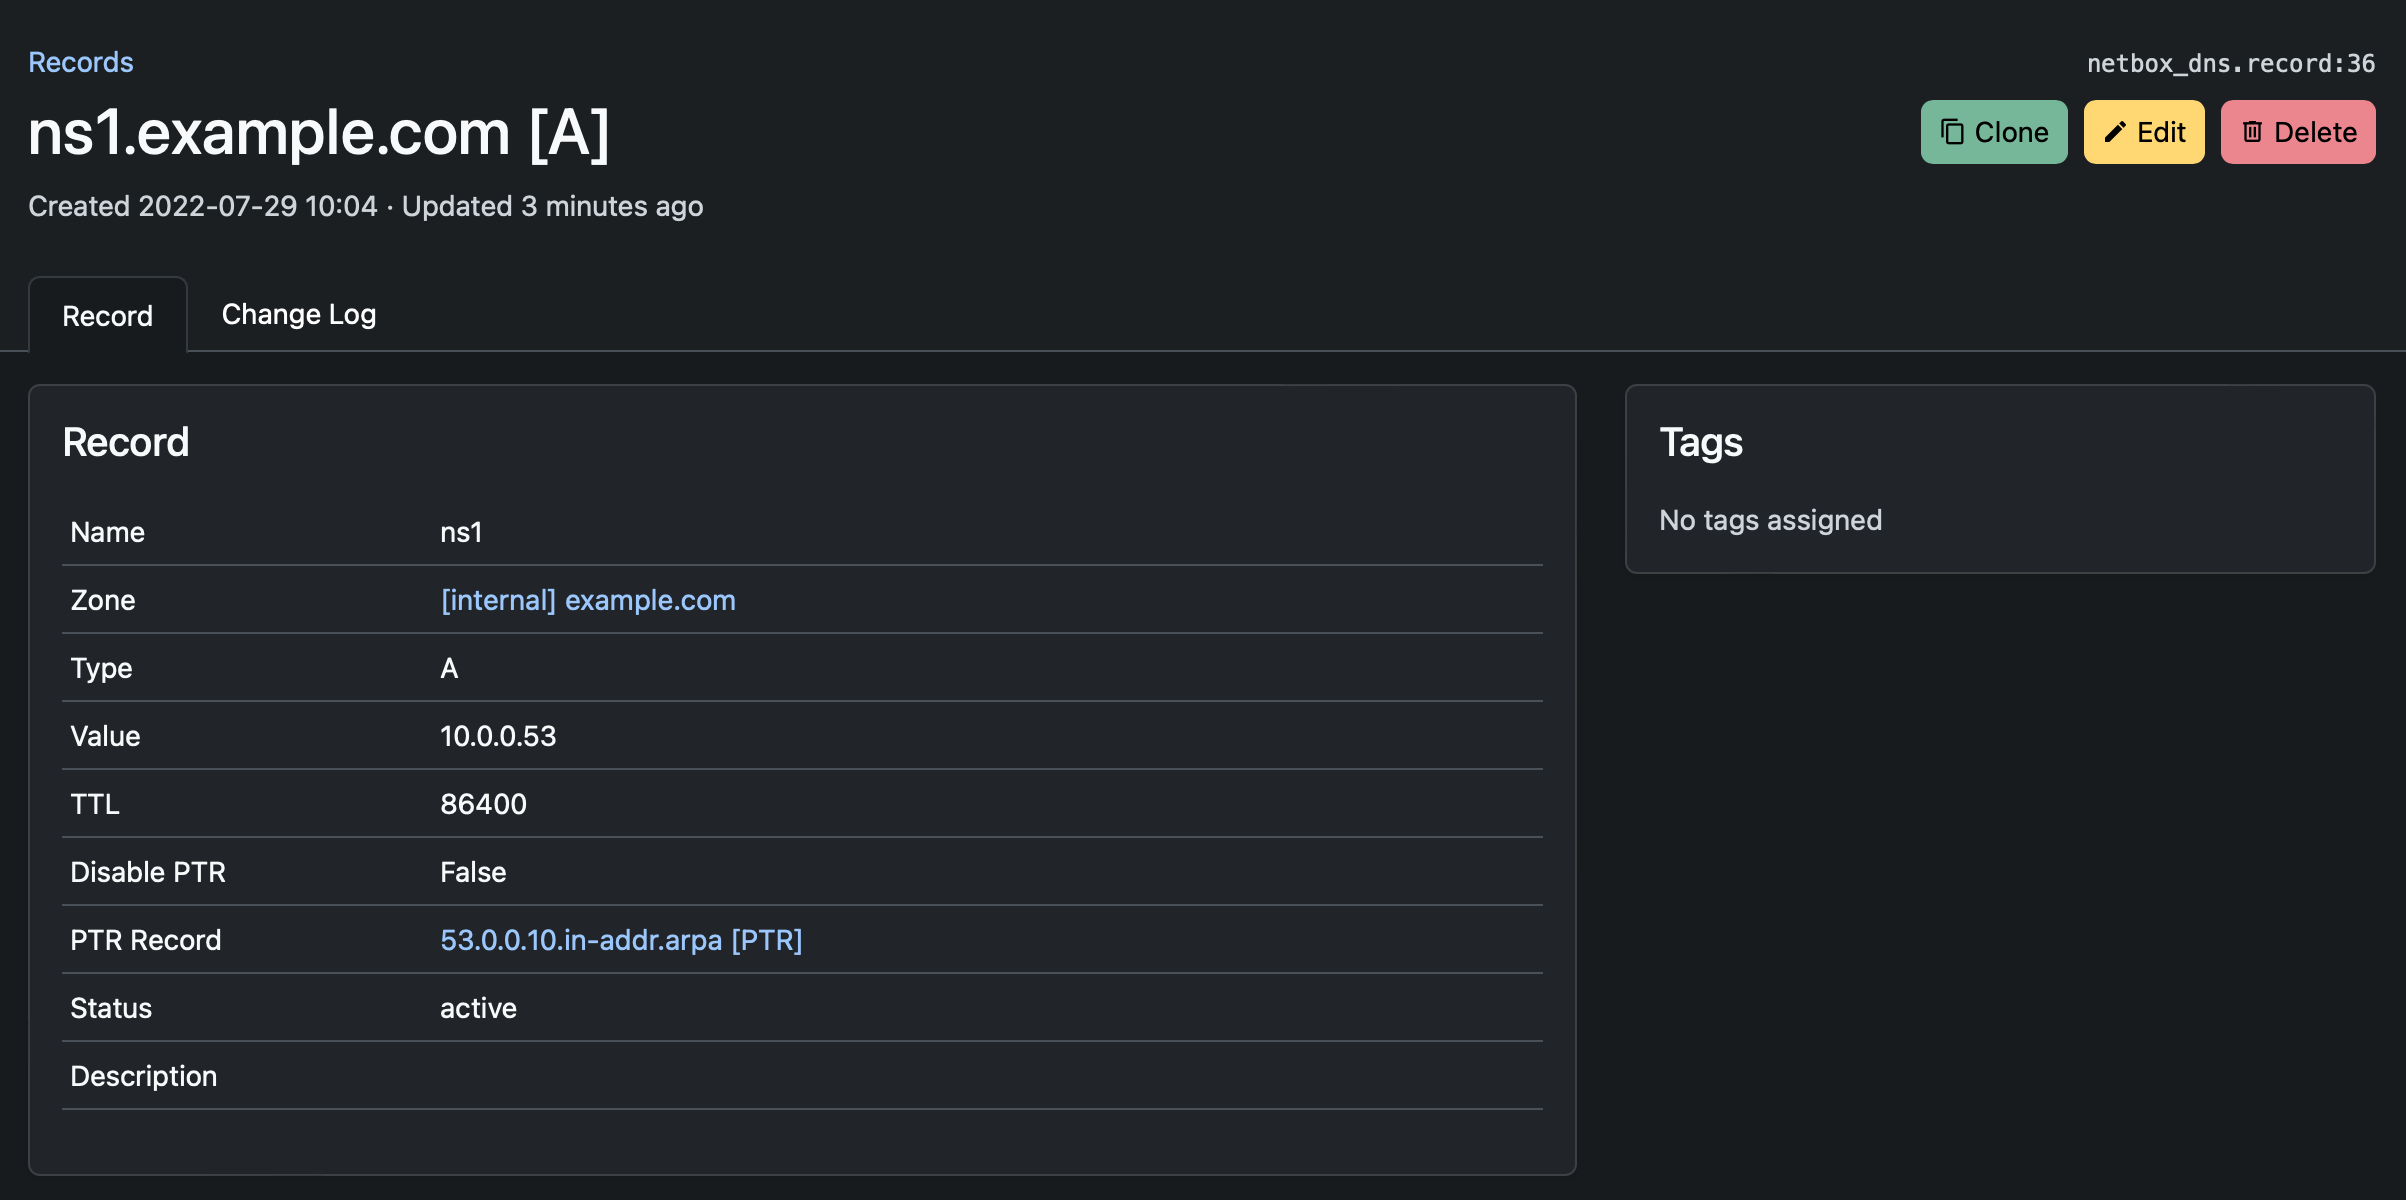 Records
netbox_dns.record:36
ns1.example.com [A]
Clone
Edit
Delete
Created 2022-07-29 10:04 · Updated 3 minutes ago
Record
Change Log
Record
Name ns1
Zone [internal] example.com
Type A
Value 10.0.0.53
TTL 86400
Disable PTR False
PTR Record 53.0.0.10.in-addr.arpa [PTR]
Status active
Description
Tags
No tags assigned